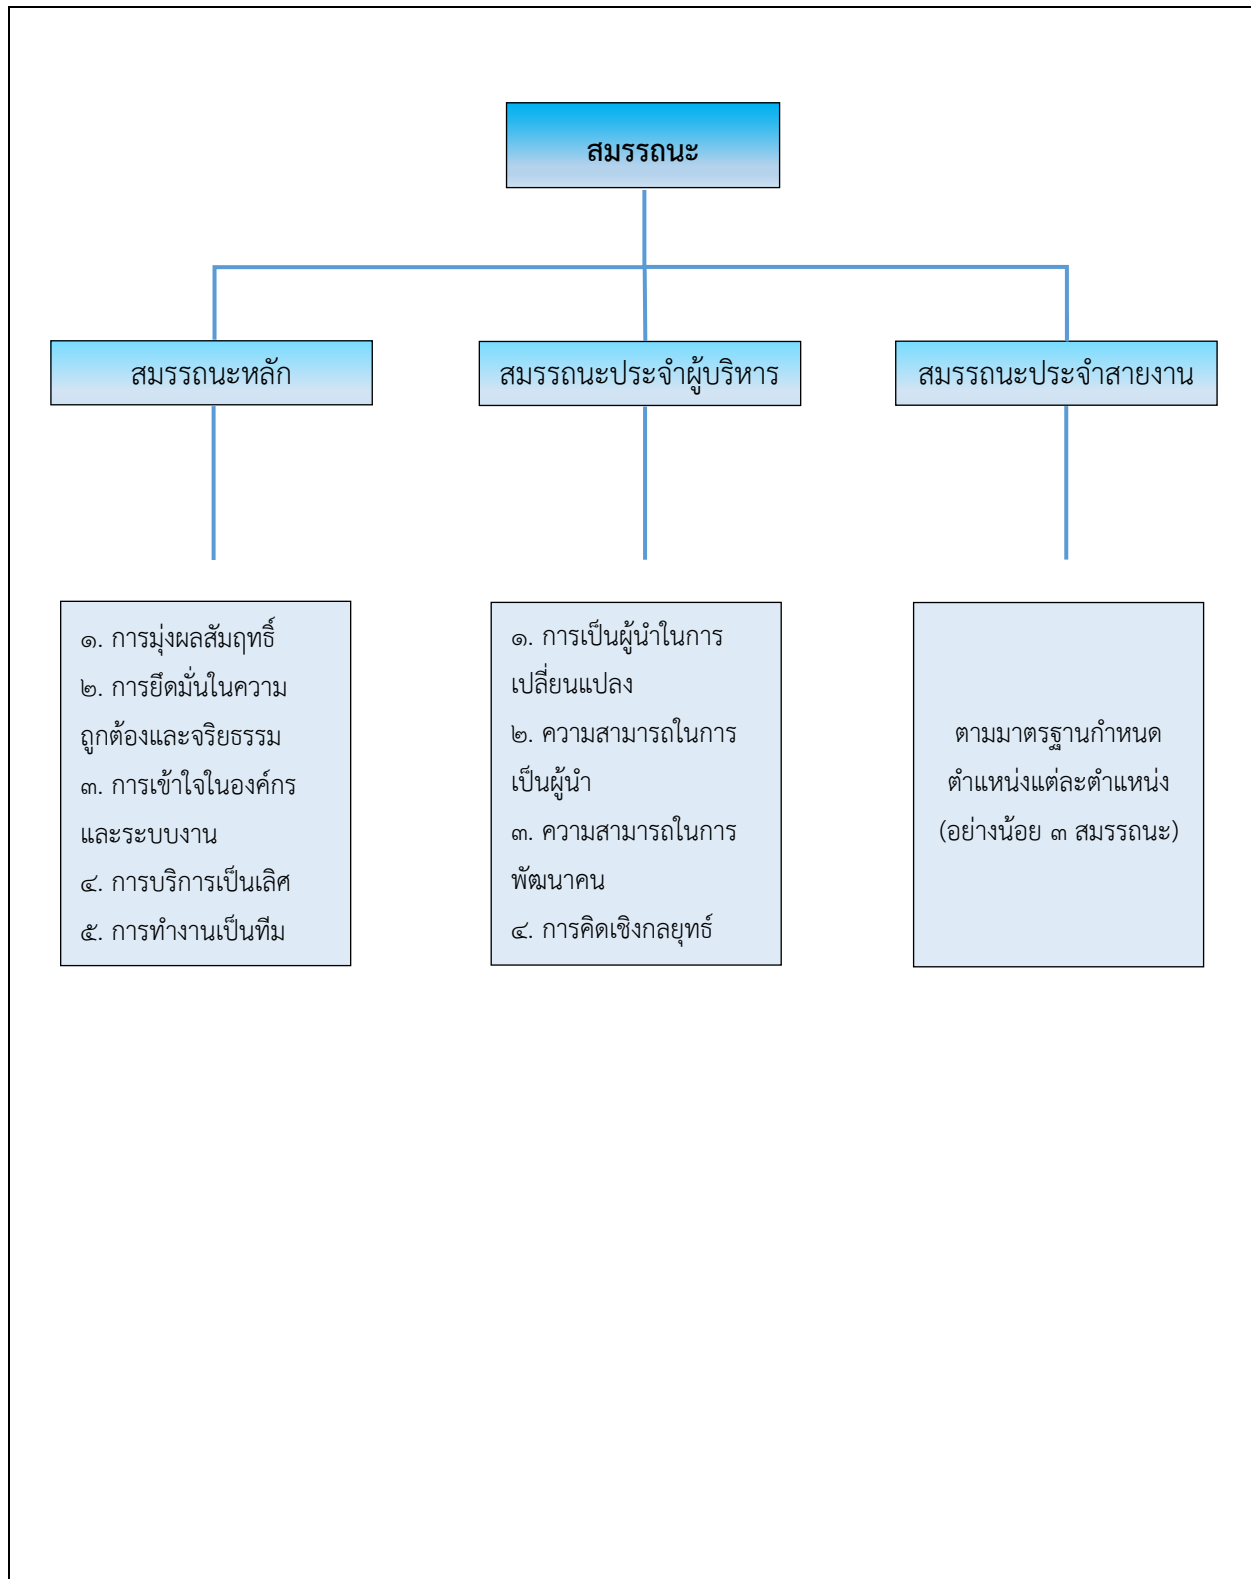 สมรรถนะ
สมรรถนะหลัก
สมรรถนะประจำผู้บริหาร
สมรรถนะประจำสายงาน
๑. การมุ่งผลสัมฤทธิ์
๒. การยึดมั่นในความ
ถูกต้องและจริยธรรม
๓. การเข้าใจในองค์กร
และระบบงาน
๔. การบริการเป็นเลิศ
๕. การทำงานเป็นทีม
๑. การเป็นผู้นำในการ
เปลี่ยนแปลง
๒. ความสามารถในการ
เป็นผู้นำ
๓. ความสามารถในการ
พัฒนาคน
๔. การคิดเชิงกลยุทธ์
ตามมาตรฐานกำหนด
ตำแหน่งแต่ละตำแหน่ง
(อย่างน้อย ๓ สมรรถนะ)